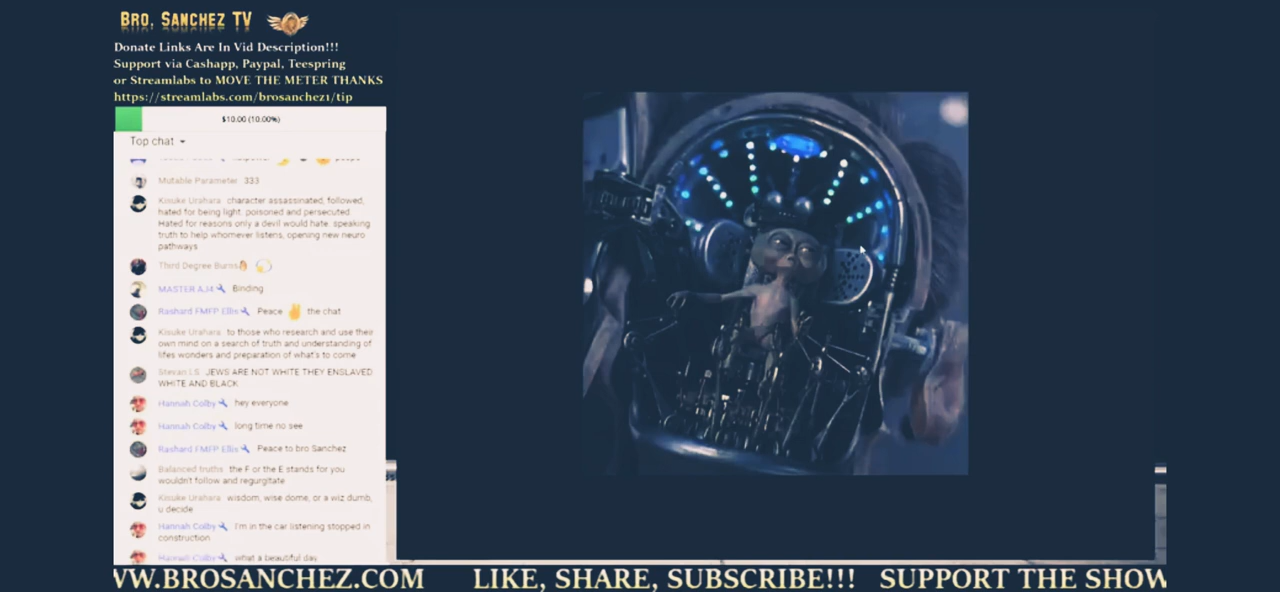 BRO, SANCHEZ TV
Donate Links Are In Vid Description!!!
Support via Cashapp, Paypal, Teespring
or Streamlabs to MOVE THE METER THANKS
https://streamlabs.com/brosanchez1/tip
$10.00 (10.00%)
Top chat
Mutable Parameter 333
Kisuke Urahara character assassinated, followed,
hated for being light. poisoned and persecuted
Hated for reasons only a devil would hate. speaking
truth to help whomever listens, opening new neuro
pathways
Third Degree Burns
MASTER AJ4 Binding
Rashard FMFP Ellis Peace the chat
Kisuke Urahara to those who research and use their
own mind on a search of truth and understanding of
lifes wonders and preparation of what's to come
Stevan LS JEWS ARE NOT WHITE THEY ENSLAVED
WHITE AND BLACK
Hannah Colby hey everyone
Hannah Colby long time no see
Rashard FMFP Ellis Peace to bro Sanchez
Balanced truths the F or the E stands for you
wouldn't follow and regurgitate
Kisuke Urahara wisdom, wise dome, or a wiz dumb,
u decide
Hannah Colby I'm in the car listening stopped in
construction
Hannah Colby what a beautiful day
WW.BROSANCHEZ.COM LIKE, SHARE, SUBSCRIBE!!! SUPPORT THE SHOW